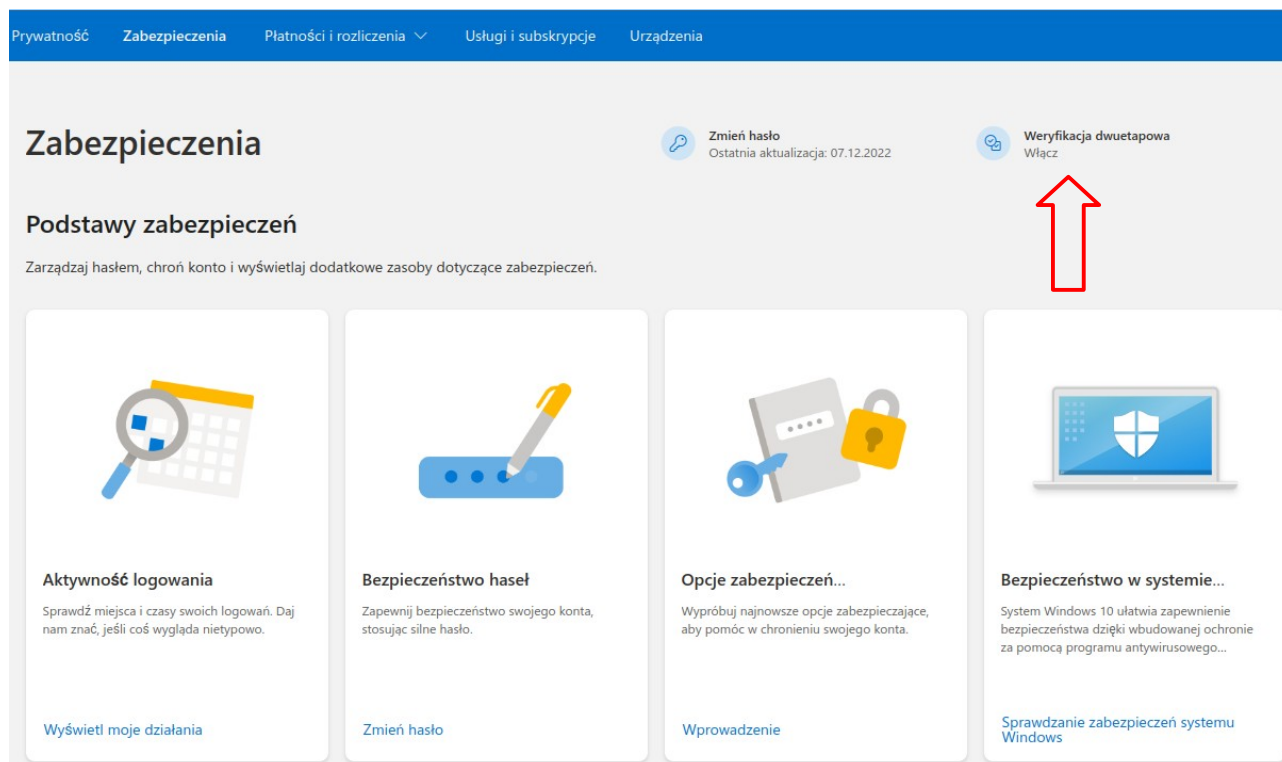 Prywatność Zabezpieczenia Płatności i rozliczenia Usługi i subskrypcje Urządzenia
Zabezpieczenia
Zmień hasło
Ostatnia aktualizacja: 07.12.2022
Weryfikacja dwuetapowa
Włącz
Podstawy zabezpieczeń
Zarządzaj hasłem, chroń konto i wyświetlaj dodatkowe zasoby dotyczące zabezpieczeń.
Aktywność logowania
Sprawdź miejsca i czasy swoich logowań. Daj
nam znać, jeśli coś wygląda nietypowo.
Wyświetl moje działania
Bezpieczeństwo haseł
Zapewnij bezpieczeństwo swojego konta,
stosując silne hasło.
Zmień hasło
Opcje zabezpieczeń...
Wypróbuj najnowsze opcje zabezpieczające,
aby pomóc w chronieniu swojego konta.
Wprowadzenie
Bezpieczeństwo w systemie...
System Windows 10 ułatwia zapewnienie
bezpieczeństwa dzięki wbudowanej ochronie
za pomocą programu antywirusowego...
Sprawdzanie zabezpieczeń systemu
Windows